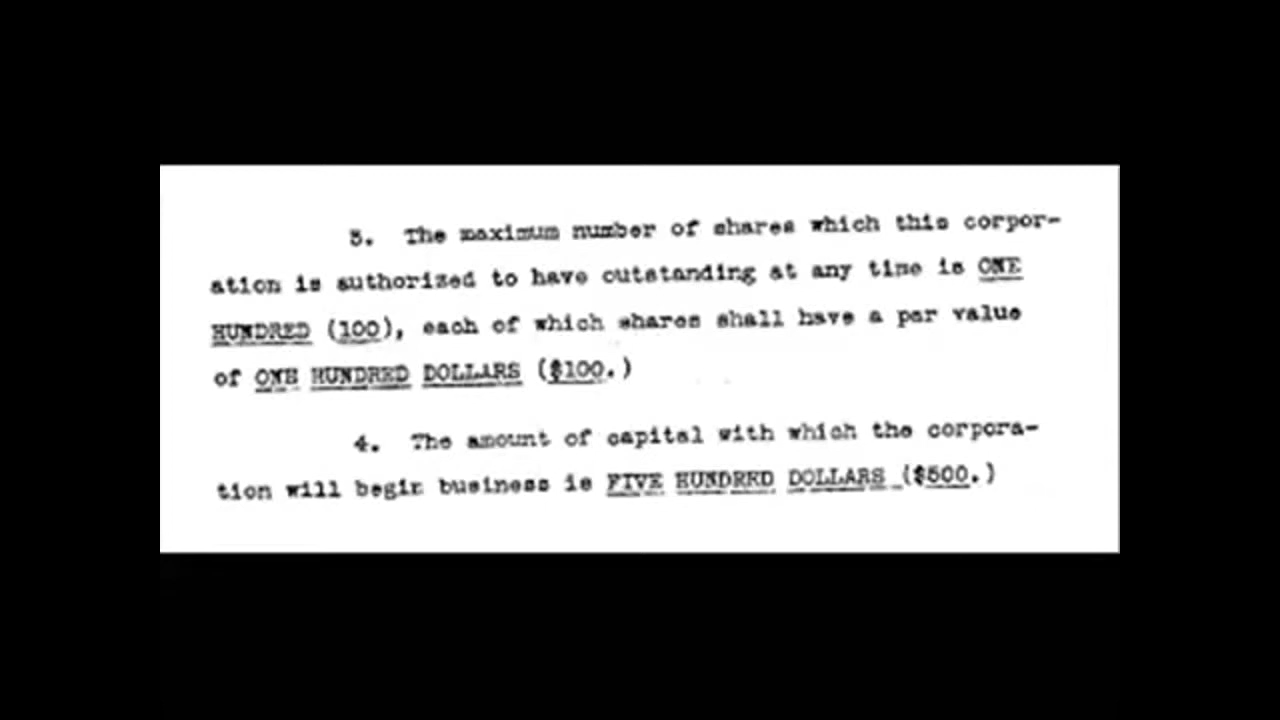 3. The maximum number of shares which this corpor-
ation is authorized to have outstanding at any time is ONE
HUNDRED (100), each of which shares shall have a par value
of ONE HUNDRED DOLLARS ($100.)
4. The amount of capital with which the corpora-
tion will begin business is FIVE HUNDRED DOLLARS ($500.)